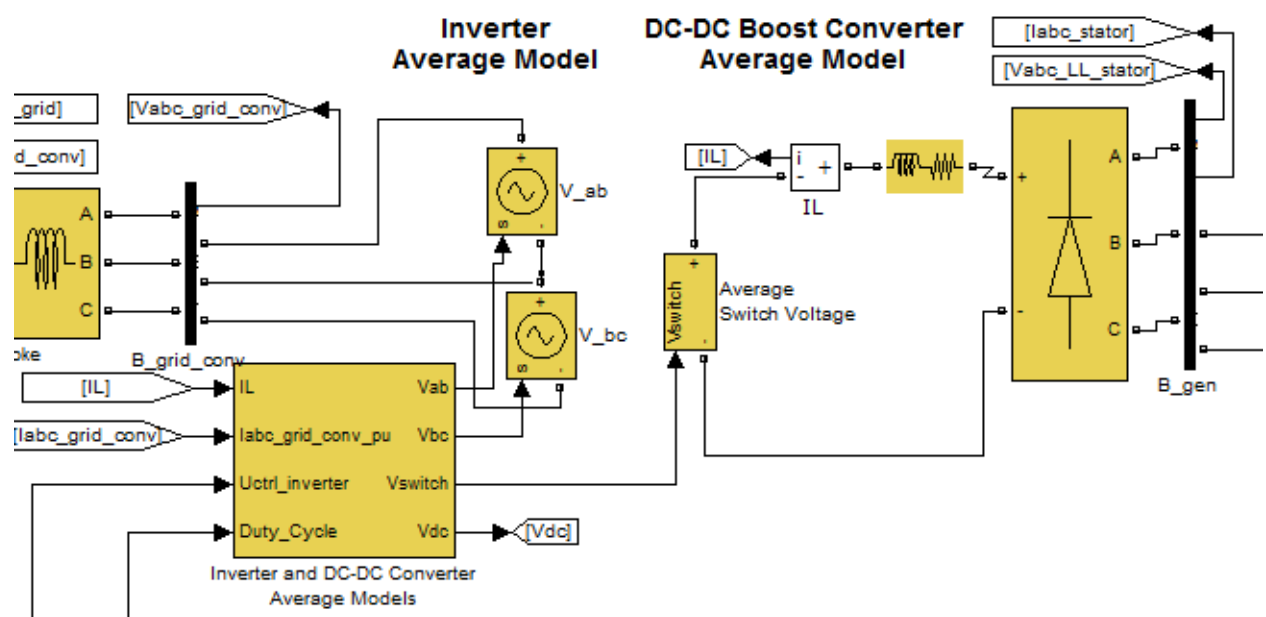 Inverter
Average Model
DC-DC Boost Converter
Average Model
[Iabc_stator]
[Vabc_LL_stator]
_grid]
[Vabc_grid_conv]
d_conv]
+
V_ab
s
-
[IL]
i
+
-
IL
+
-
A
B
C
B_gen
A
B
C
oke
B_grid_conv
+
V_bc
s
-
+
Vswitch
-
Average
Switch Voltage
[IL]
[Iabc_grid_conv]
IL
Iabc_grid_conv_pu
Uctrl_inverter
Duty_Cycle
Vab
Vbc
Vswitch
Vdc
[Vdc]
Inverter and DC-DC Converter
Average Models